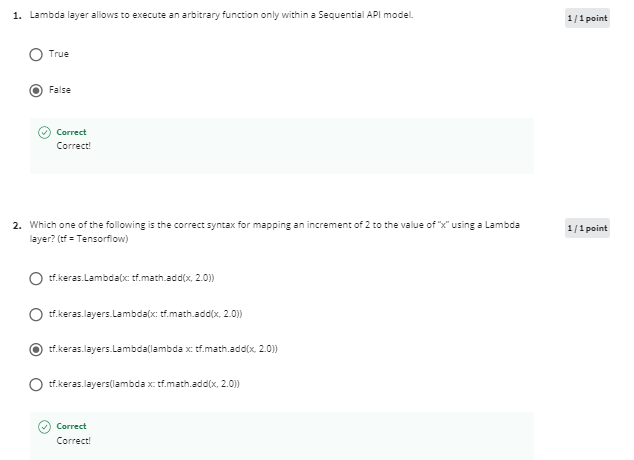 1. Lambda layer allows to execute an arbitrary function only within a Sequential API model.
1 / 1 point
True
False
Correct
Correct!
2. Which one of the following is the correct syntax for mapping an increment of 2 to the value of "x" using a Lambda
layer? (tf = Tensorflow)
1 / 1 point
tf.keras.Lambda(x: tf.math.add(x, 2.0))
tf.keras.layers.Lambda(x: tf.math.add(x, 2.0))
tf.keras.layers.Lambda(lambda x: tf.math.add(x, 2.0))
tf.keras.layers(lambda x: tf.math.add(x, 2.0))
Correct
Correct!